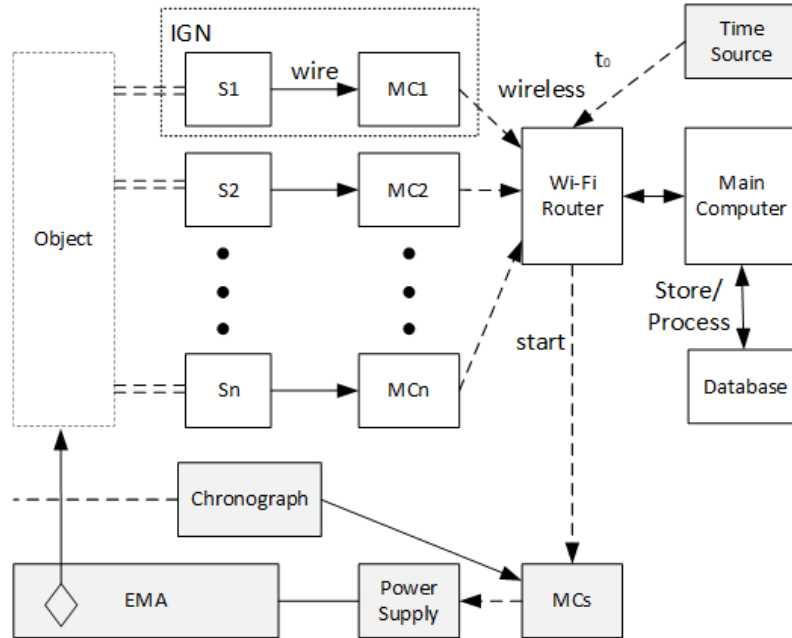 IGN
Time
Source
S1
wire
MC1
wireless
t₀
S2
MC2
Wi-Fi
Router
Main
Computer
Object
Store/
Process
start
Sn
MCn
Database
Chronograph
EMA
Power
Supply
MCs